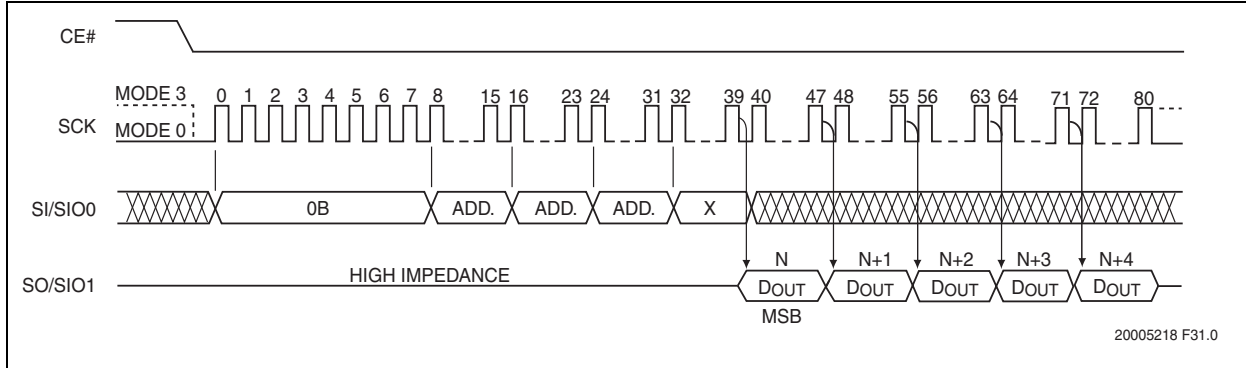 CE#
MODE 3
0 1 2 3 4 5 6 7 8 15 16 23 24 31 32 39 40 47 48 55 56 63 64 71 72 80
SCK
MODE 0
SI/SIO0
0B
ADD.
ADD.
ADD.
X
N N+1 N+2 N+3 N+4
HIGH IMPEDANCE
SO/SIO1
DOUT DOUT DOUT DOUT DOUT
MSB
20005218 F31.0